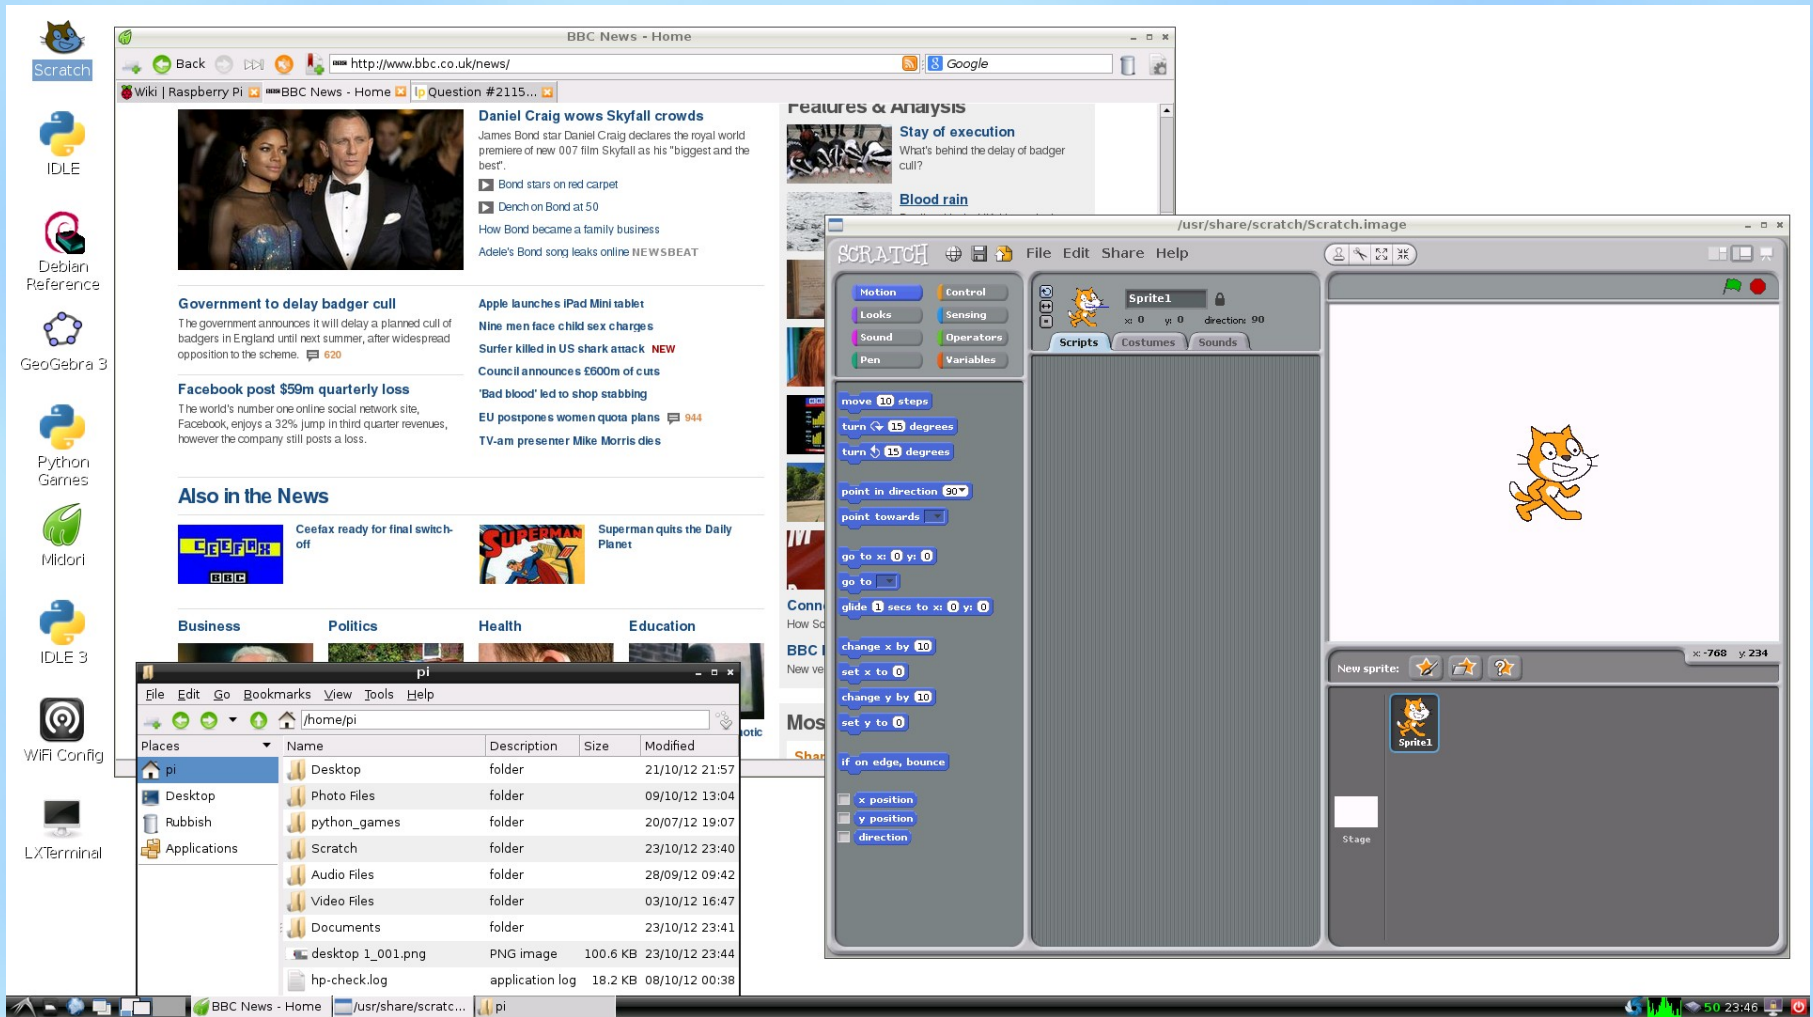 Scratch
IDLE
Debian
Reference
GeoGebra 3
Python
Games
Midori
IDLE 3
WiFi Config
LXTerminal
BBC News - Home
Back
http://www.bbc.co.uk/news/
Google
Wiki | Raspberry Pi
BBC News - Home
Question #2115...
Daniel Craig wows Skyfall crowds
James Bond star Daniel Craig declares the royal world
premiere of new 007 film Skyfall as his "biggest and the
best".
Bond stars on red carpet
Dench on Bond at 50
How Bond became a family business
Adele's Bond song leaks online NEWSBEAT
Government to delay badger cull
The government announces it will delay a planned cull of
badgers in England until next summer, after widespread
opposition to the scheme. 620
Facebook post $59m quarterly loss
The world's number one online social network site,
Facebook, enjoys a 32% jump in third quarter revenues,
however the company still posts a loss.
Apple launches iPad Mini tablet
Nine men face child sex charges
Surfer killed in US shark attack NEW
Council announces £600m of cuts
'Bad blood' led to shop stabbing
EU postpones women quota plans 944
TV-am presenter Mike Morris dies
Also in the News
CEEFAX
BBC
Ceefax ready for final switch-
off
SUPERMAN
Superman quits the Daily
Planet
Business
Politics
Health
Education
Features & Analysis
Stay of execution
What's behind the delay of badger
cull?
Blood rain
Conn
How Sc
BBC
New ve
Mos
Shar
/usr/share/scratch/Scratch.image
SCRATCH
File Edit Share Help
Motion
Control
Looks
Sensing
Sound
Operators
Pen
Variables
move 10 steps
turn 15 degrees
turn 15 degrees
point in direction 90
point towards
go to x: 0 y: 0
go to
glide 1 secs to x: 0 y: 0
change x by 10
set x to 0
change y by 10
set y to 0
if on edge, bounce
x position
y position
direction
Sprite1
x: 0 y: 0 direction: 90
Scripts
Costumes
Sounds
x: -768 y: 234
New sprite:
Sprite1
Stage
pi
File Edit Go Bookmarks View Tools Help
/home/pi
Places
pi
Desktop
Rubbish
Applications
Name Description Size Modified
Desktop folder 21/10/12 21:57
Photo Files folder 09/10/12 13:04
python_games folder 20/07/12 19:07
Scratch folder 23/10/12 23:40
Audio Files folder 28/09/12 09:42
Video Files folder 03/10/12 16:47
Documents folder 23/10/12 23:41
desktop 1_001.png PNG image 100.6 KB 23/10/12 23:44
hp-check.log application log 18.2 KB 08/10/12 00:38
BBC News - Home
/usr/share/scratc...
pi
50 23:46